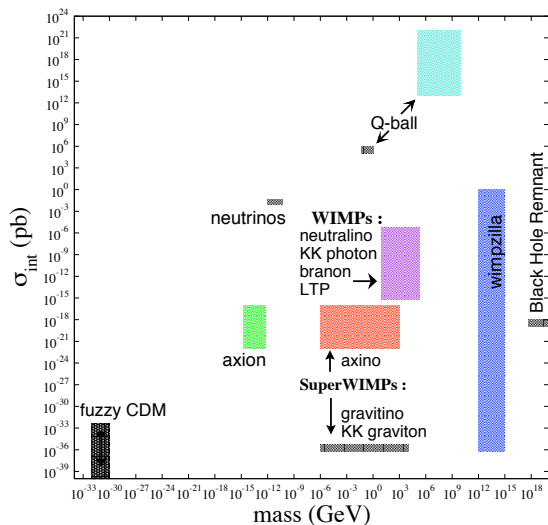 10^24
10^21
10^18
10^15
10^12
10^9
10^6
10^3
10^0
10^-3
10^-6
10^-9
10^-12
10^-15
10^-18
10^-21
10^-24
10^-27
10^-30
10^-33
10^-36
10^-39
σ_int (pb)
Q-ball
neutrinos
WIMPs :
neutralino
KK photon
branon
LTP
wimpzilla
Black Hole Remnant
axion
axino
SuperWIMPs :
fuzzy CDM
gravitino
KK graviton
10^-33 10^-30 10^-27 10^-24 10^-21 10^-18 10^-15 10^-12 10^-9 10^-6 10^-3 10^0 10^3 10^6 10^9 10^12 10^15 10^18
mass (GeV)